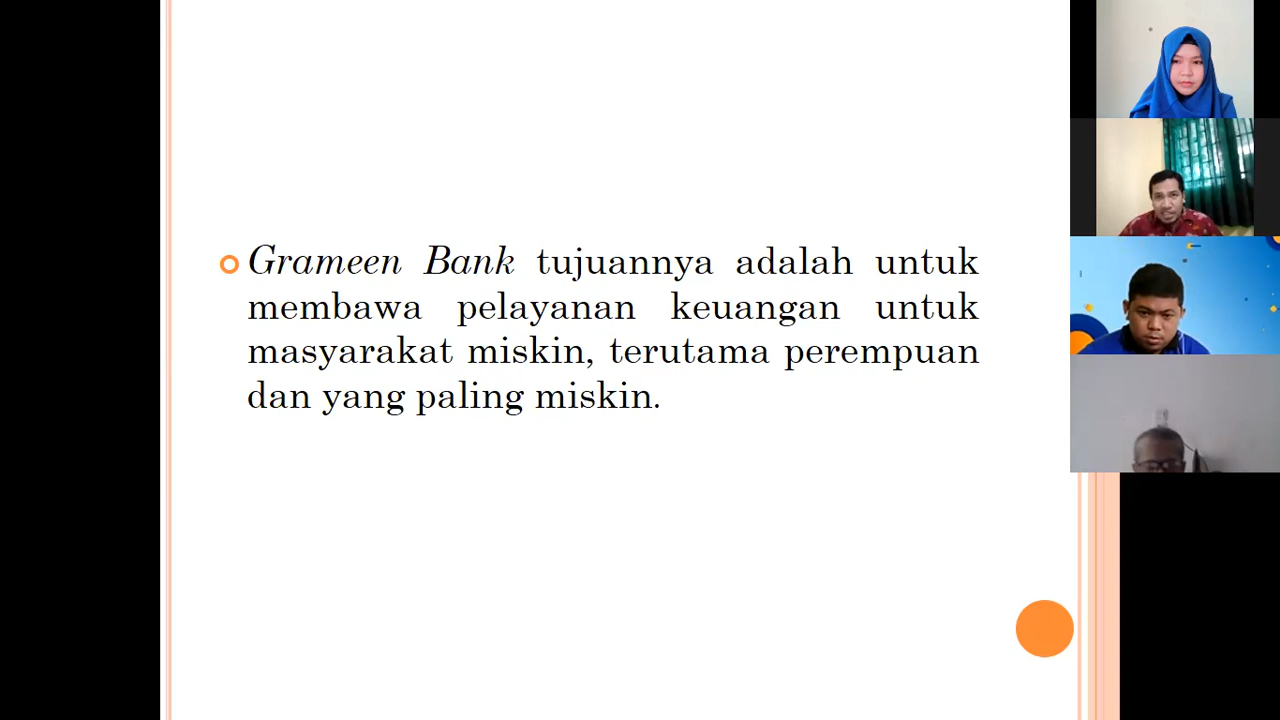 Grameen Bank tujuannya adalah untuk
membawa pelayanan keuangan untuk
masyarakat miskin, terutama perempuan
dan yang paling miskin.